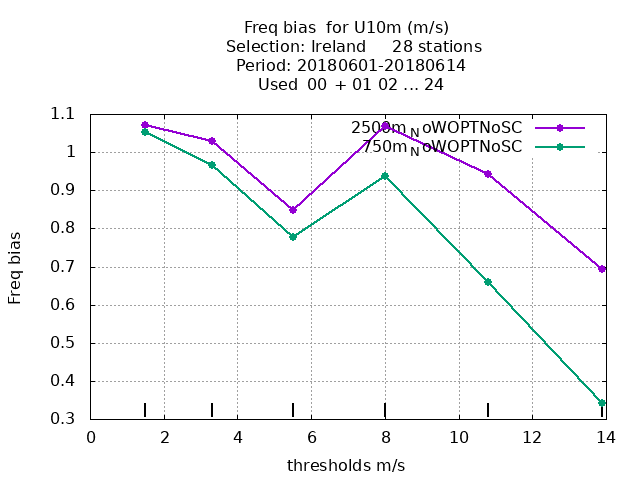 Freq bias  for U10m (m/s)
Selection: Ireland     28 stations
Period: 20180601-20180614
Used  00 + 01 02 ... 24
2500m_NoWOPTNoSC
750m_NoWOPTNoSC
1.1
1
0.9
0.8
0.7
0.6
0.5
0.4
0.3
Freq bias
0 2 4 6 8 10 12 14
thresholds m/s